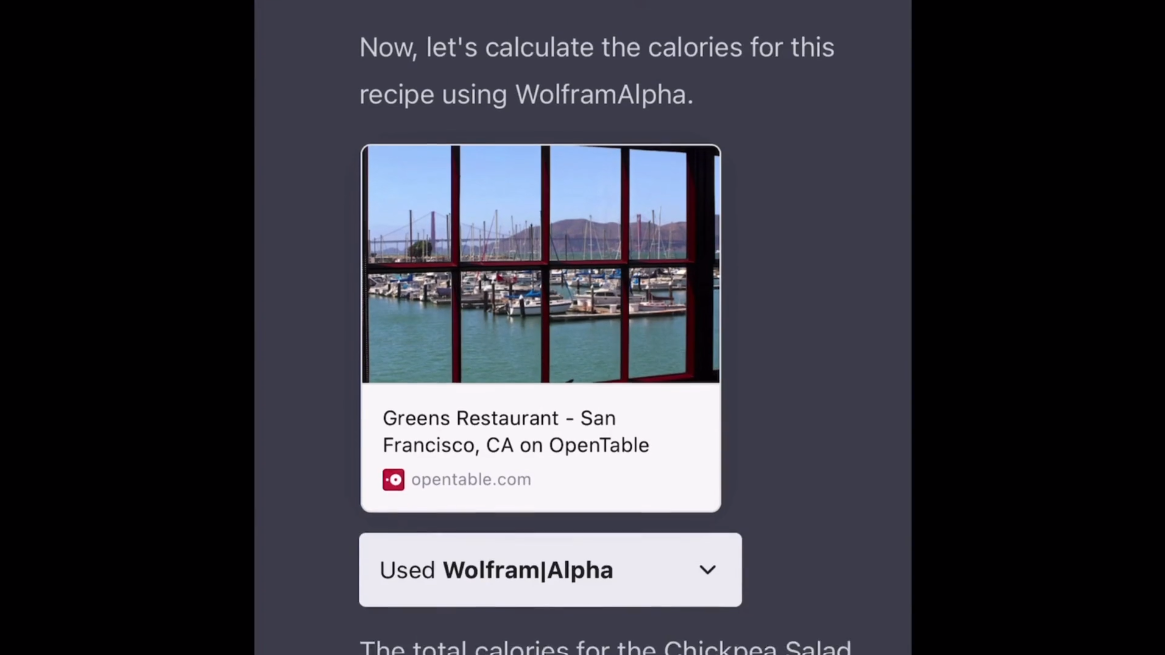 Now, let's calculate the calories for this
recipe using WolframAlpha.
Greens Restaurant - San
Francisco, CA on OpenTable
opentable.com
Used Wolfram|Alpha
The total calories for the Chickpea Salad